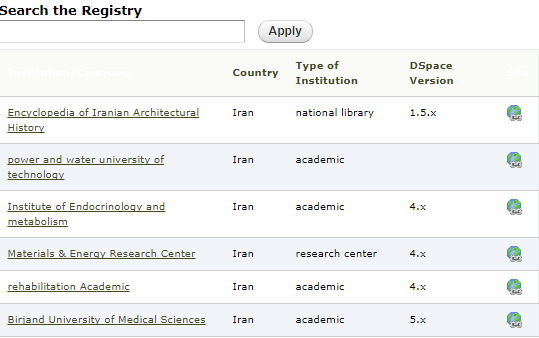 Search the Registry
Apply
Institution/Company Country Type of Institution DSpace Version Site
Encyclopedia of Iranian Architectural History Iran national library 1.5.x
power and water university of technology Iran academic
Institute of Endocrinology and metabolism Iran academic 4.x
Materials & Energy Research Center Iran research center 4.x
rehabilitation Academic Iran academic 4.x
Birjand University of Medical Sciences Iran academic 5.x